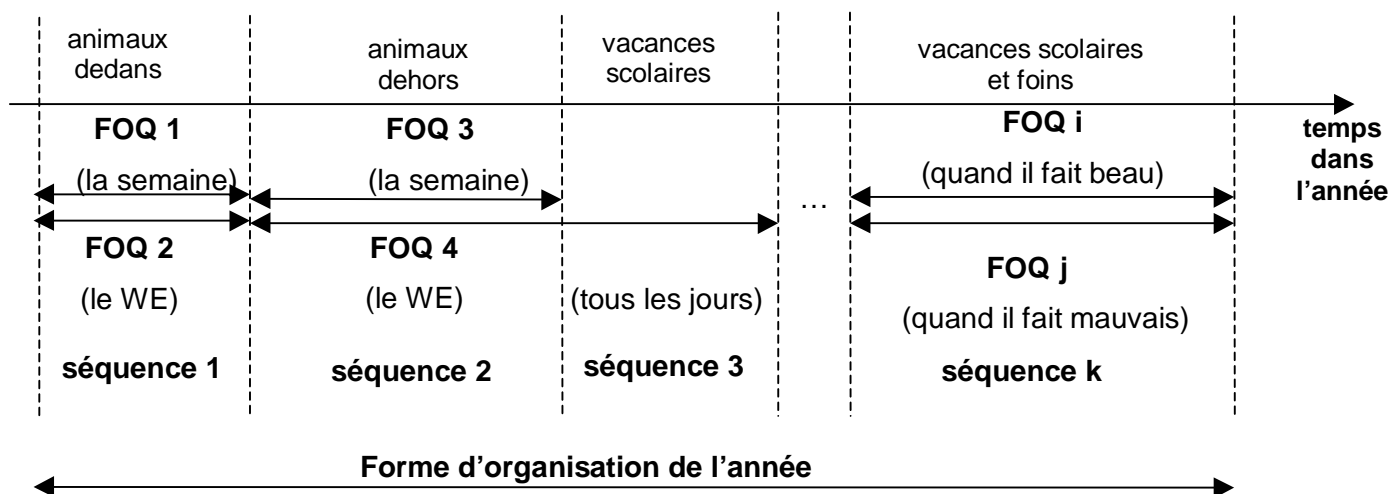 animaux
dedans
animaux
dehors
vacances
scolaires
vacances scolaires
et foins
FOQ 1
FOQ 3
FOQ i
temps
dans
l’année
(la semaine)
(la semaine)
(quand il fait beau)
…
FOQ 2
FOQ 4
FOQ j
(le WE)
(le WE)
(tous les jours)
(quand il fait mauvais)
séquence 1
séquence 2
séquence 3
séquence k
Forme d’organisation de l’année